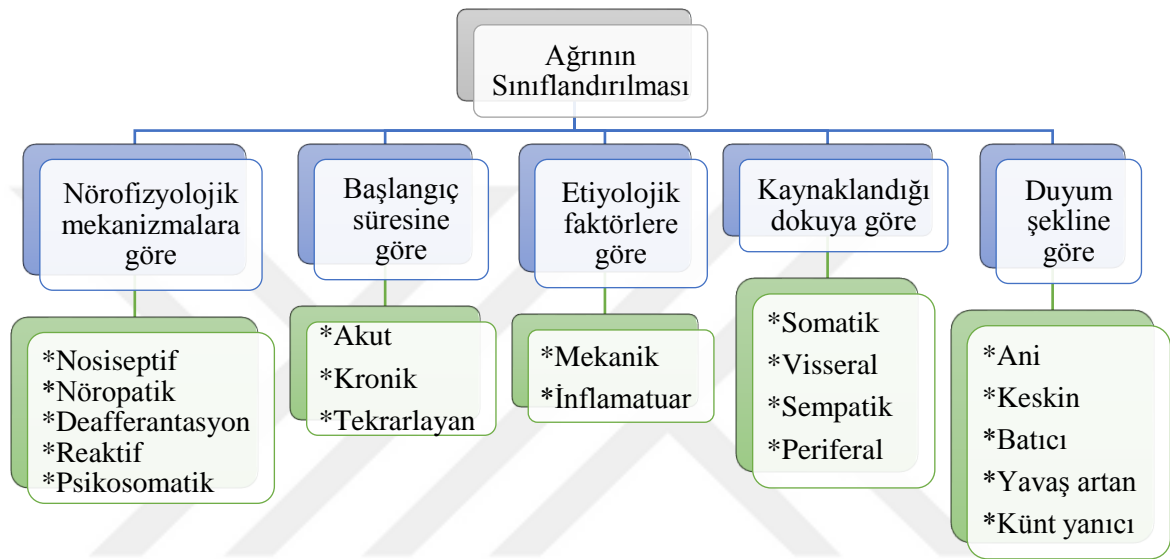 Ağrının
Sınıflandırılması
Nörofizyolojik
mekanizmalara
göre
*Nosiseptif
*Nöropatik
*Deafferantasyon
*Reaktif
*Psikosomatik
Başlangıç
süresine
göre
*Akut
*Kronik
*Tekrarlayan
Etiyolojik
faktörlere
göre
*Mekanik
*İnflamatuar
Kaynaklandığı
dokuya göre
*Somatik
*Visseral
*Sempatik
*Periferal
Duyum
şekline
göre
*Ani
*Keskin
*Batıcı
*Yavaş artan
*Künt yanıcı